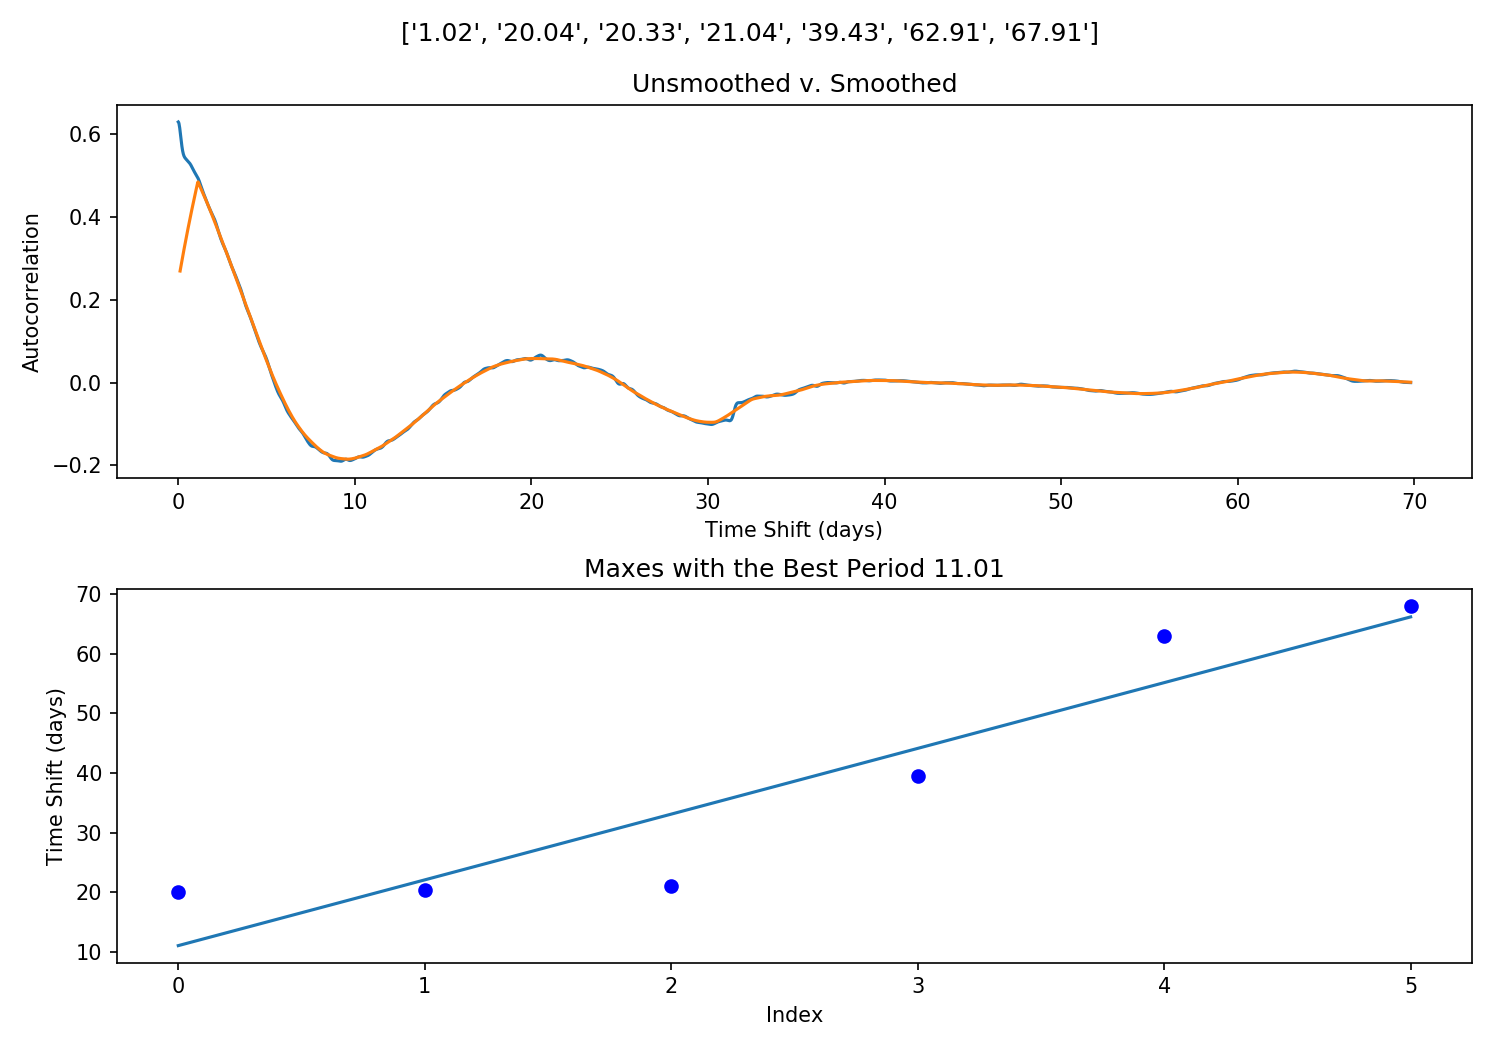 ['1.02', '20.04', '20.33', '21.04', '39.43', '62.91', '67.91']
Unsmoothed v. Smoothed
0.6
0.4
0.2
0.0
−0.2
Autocorrelation
0 10 20 30 40 50 60 70
Time Shift (days)
Maxes with the Best Period 11.01
70
60
50
40
30
20
10
Time Shift (days)
0 1 2 3 4 5
Index